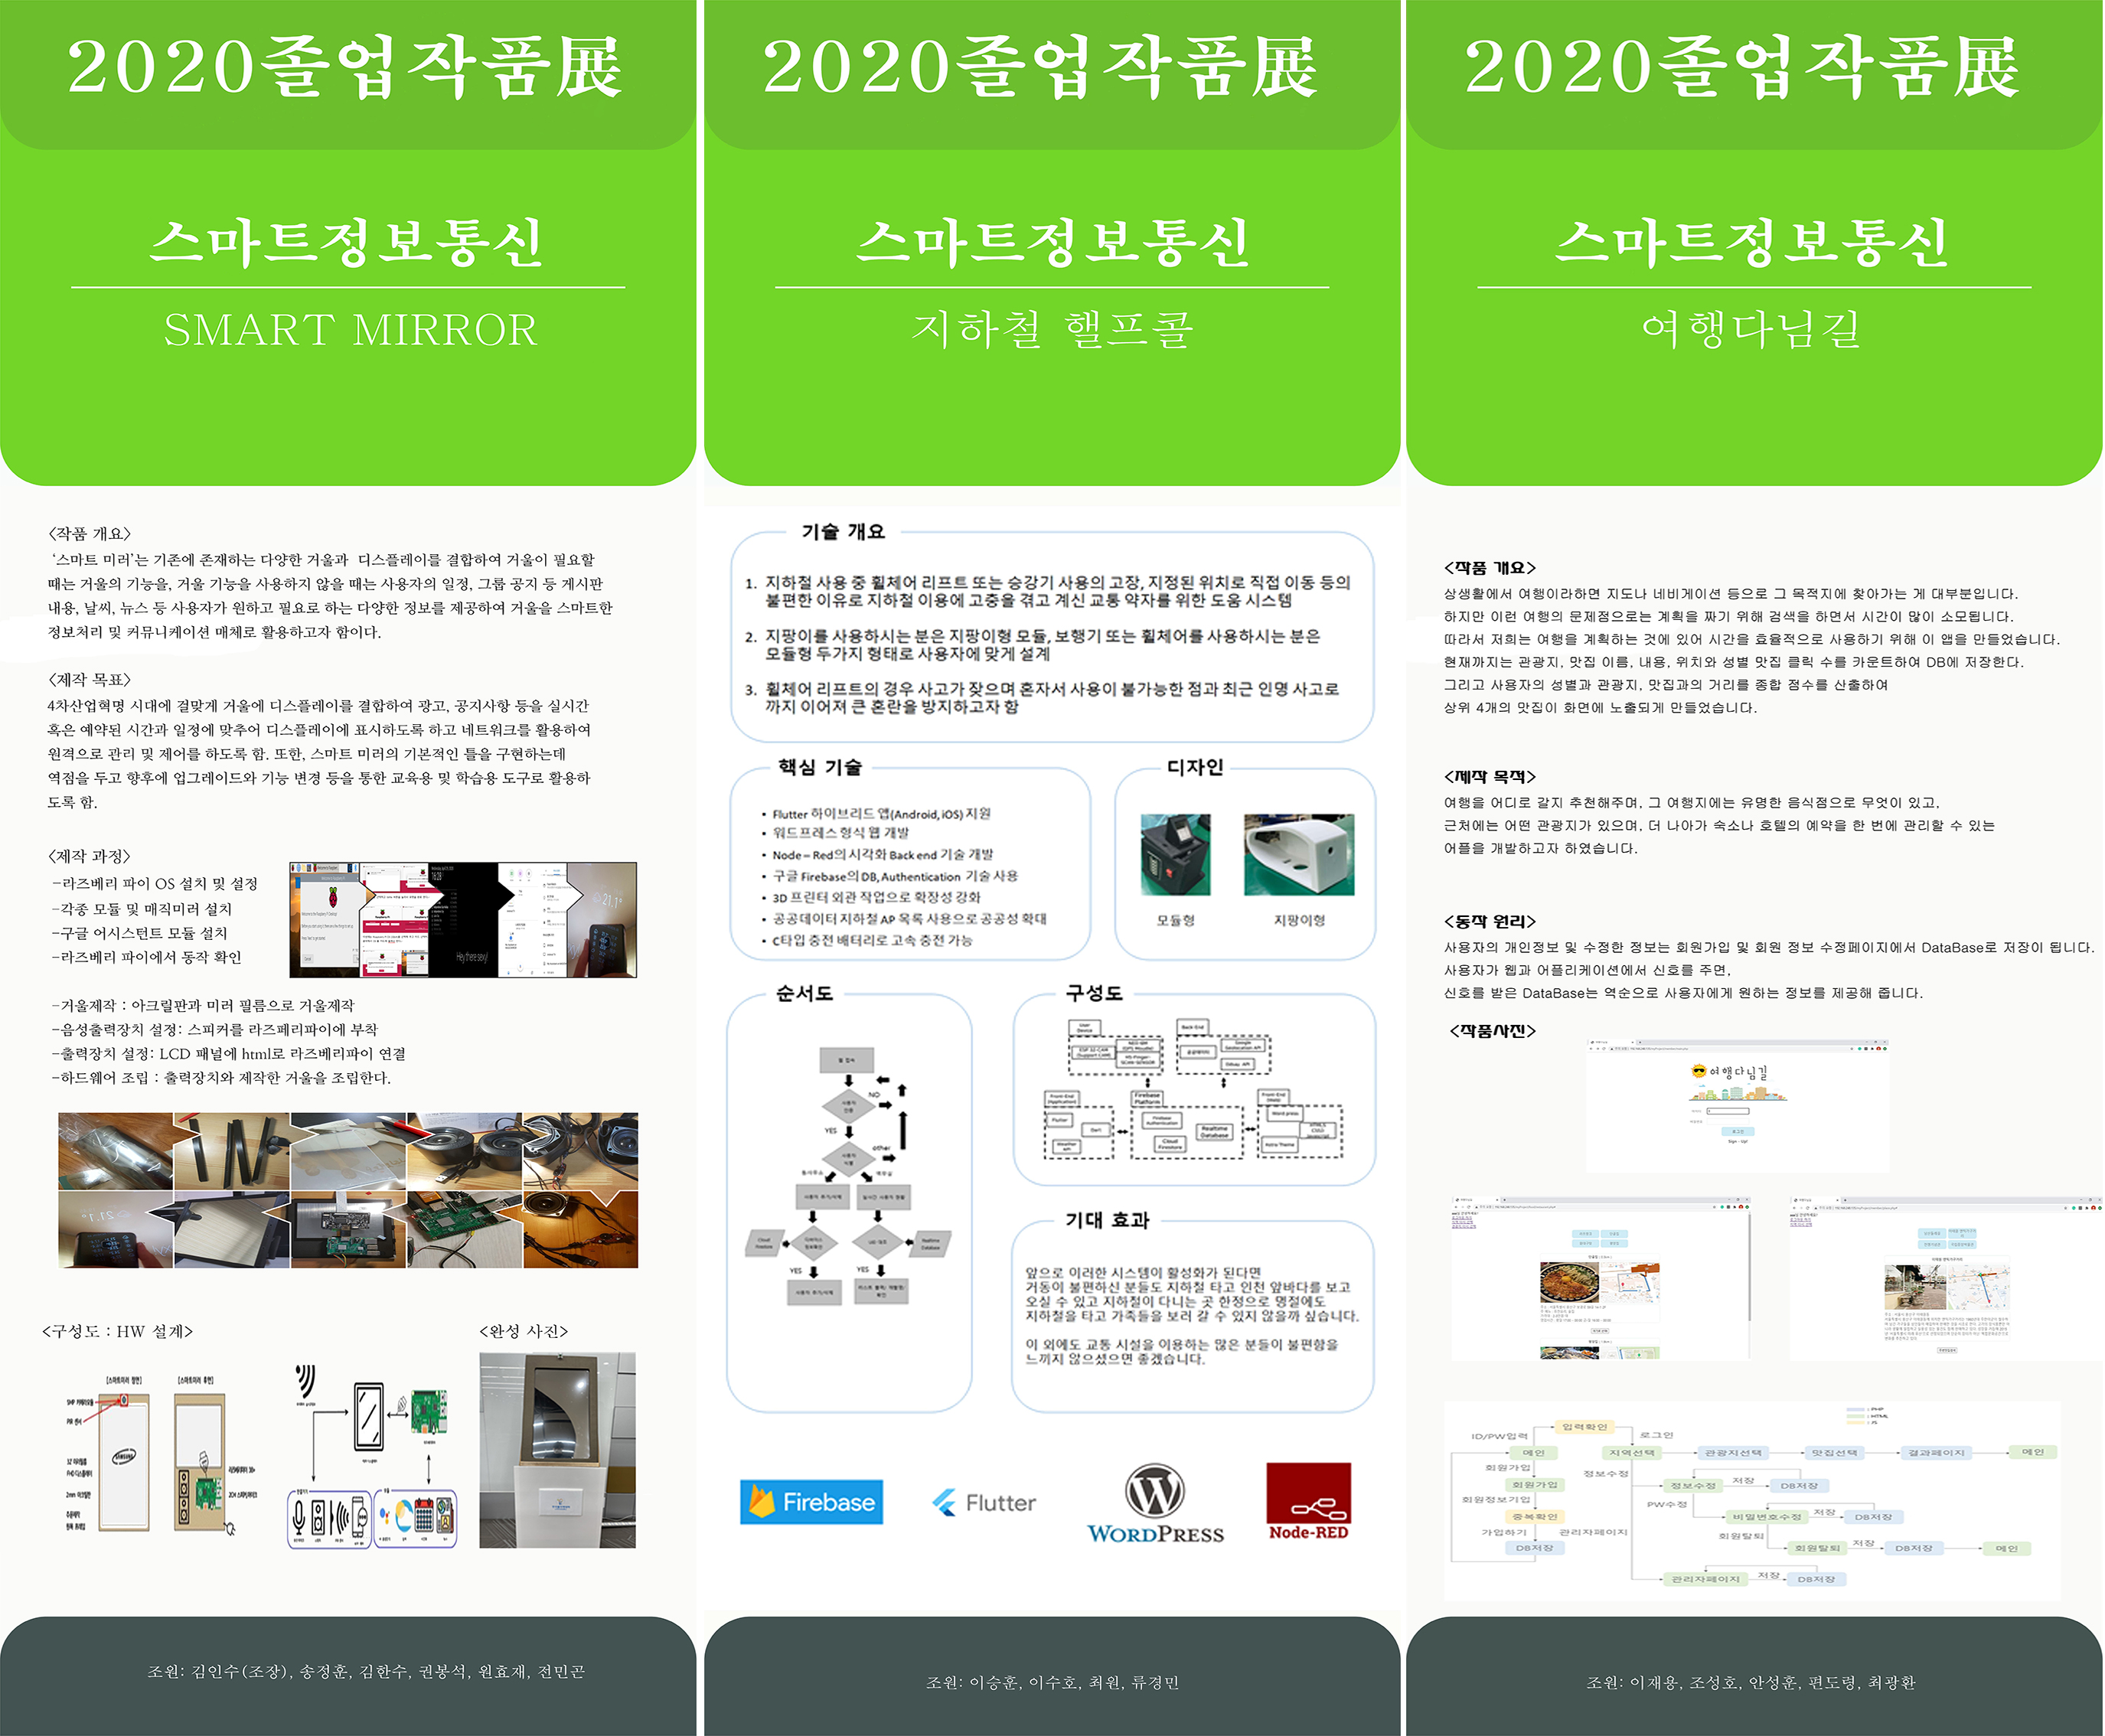 2020졸업작품展
스마트정보통신
SMART MIRROR
<작품 개요>
'스마트 미러'는 기존에 존재하는 다양한 거울과 디스플레이를 결합하여 거울이 필요할
때는 거울의 기능을, 거울 기능을 사용하지 않을 때는 사용자의 일정, 그룹 공지 등 게시판
내용, 날씨, 뉴스 등 사용자가 원하고 필요로 하는 다양한 정보를 제공하여 거울을 스마트한
정보처리 및 커뮤니케이션 매체로 활용하고자 함이다.
<제작 목표>
4차산업혁명 시대에 걸맞게 거울에 디스플레이를 결합하여 광고, 공지사항 등을 실시간
혹은 예약된 시간과 일정에 맞추어 디스플레이에 표시하도록 하고 네트워크를 활용하여
원격으로 관리 및 제어를 하도록 함. 또한, 스마트 미러의 기본적인 틀을 구현하는데
역점을 두고 향후에 업그레이드와 기능 변경 등을 통한 교육용 및 학습용 도구로 활용하
도록 함.
<제작 과정>
-라즈베리 파이 OS 설치 및 설정
-각종 모듈 및 매직미러 설치
-구글 어시스턴트 모듈 설치
-라즈베리 파이에서 동작 확인
Hey there sexy!
21.1°
-거울제작 : 아크릴판과 미러 필름으로 거울제작
-음성출력장치 설정: 스피커를 라즈페리파이에 부착
-출력장치 설정: LCD 패널에 html로 라즈베리파이 연결
-하드웨어 조립 : 출력장치와 제작한 거울을 조립한다.
<구성도 : HW 설계>
[스마트미러 정면]
[스마트미러 후면]
SAMSUNG
<완성 사진>
조원: 김인수(조장), 송정훈, 김한수, 권봉석, 원효재, 전민곤
2020졸업작품展
스마트정보통신
지하철 핼프콜
기술 개요
1. 지하철 사용 중 휠체어 리프트 또는 승강기 사용의 고장, 지정된 위치로 직접 이동 등의
불편한 이유로 지하철 이용에 고충을 겪고 계신 교통 약자를 위한 도움 시스템
2. 지팡이를 사용하시는 분은 지팡이형 모듈, 보행기 또는 휠체어를 사용하시는 분은
모듈형 두가지 형태로 사용자에 맞게 설계
3. 휠체어 리프트의 경우 사고가 잦으며 혼자서 사용이 불가능한 점과 최근 인명 사고로
까지 이어져 큰 혼란을 방지하고자 함
핵심 기술
• Flutter 하이브리드 앱(Android, iOS) 지원
• 워드프레스 형식 웹 개발
• Node – Red의 시각화 Back end 기술 개발
• 구글 Firebase의 DB, Authentication 기술 사용
• 3D 프린터 외관 작업으로 확장성 강화
• 공공데이터 지하철 AP 목록 사용으로 공공성 확대
• C타입 충전 배터리로 고속 충전 가능
디자인
모듈형
지팡이형
순서도
NO
YES
other
Cloud Firestore
Realtime Database
YES
YES
구성도
User Device
Back-End
Google Geolocation API
Front-End (Application)
Firebase Platform
Front-End (Web)
Flutter
Dart
Firebase Authentication
Cloud Firestore
Realtime Database
Word press
Astra Theme
기대 효과
앞으로 이러한 시스템이 활성화가 된다면
거동이 불편하신 분들도 지하철 타고 인천 앞바다를 보고
오실 수 있고 지하철이 다니는 곳 한정으로 명절에도
지하철을 타고 가족들을 보러 갈 수 있지 않을까 싶습니다.
이 외에도 교통 시설을 이용하는 많은 분들이 불편함을
느끼지 않으셨으면 좋겠습니다.
Firebase
Flutter
WORDPRESS
Node-RED
조원: 이승훈, 이수호, 최원, 류경민
2020졸업작품展
스마트정보통신
여행다님길
<작품 개요>
상생활에서 여행이라하면 지도나 네비게이션 등으로 그 목적지에 찾아가는 게 대부분입니다.
하지만 이런 여행의 문제점으로는 계획을 짜기 위해 검색을 하면서 시간이 많이 소모됩니다.
따라서 저희는 여행을 계획하는 것에 있어 시간을 효율적으로 사용하기 위해 이 앱을 만들었습니다.
현재까지는 관광지, 맛집 이름, 내용, 위치와 성별 맛집 클릭 수를 카운트하여 DB에 저장한다.
그리고 사용자의 성별과 관광지, 맛집과의 거리를 종합 점수를 산출하여
상위 4개의 맛집이 화면에 노출되게 만들었습니다.
<제작 목적>
여행을 어디로 갈지 추천해주며, 그 여행지에는 유명한 음식점으로 무엇이 있고,
근처에는 어떤 관광지가 있으며, 더 나아가 숙소나 호텔의 예약을 한 번에 관리할 수 있는
어플을 개발하고자 하였습니다.
<동작 원리>
사용자의 개인정보 및 수정한 정보는 회원가입 및 회원 정보 수정페이지에서 DataBase로 저장이 됩니다.
사용자가 웹과 어플리케이션에서 신호를 주면,
신호를 받은 DataBase는 역순으로 사용자에게 원하는 정보를 제공해 줍니다.
<작품사진>
여행다님길
로그인
Sign - Up!
: PHP
: HTML
: JS
ID/PW입력
입력확인
로그인
메인
지역선택
관광지선택
맛집선택
결과페이지
메인
회원가입
정보수정
회원가입
정보수정
저장
DB저장
회원정보기입
PW수정
중복확인
비밀번호수정
저장
DB저장
가입하기
관리자페이지
회원탈퇴
DB저장
회원탈퇴
저장
DB저장
메인
관리자페이지
저장
DB저장
조원: 이재용, 조성호, 안성훈, 편도령, 최광환